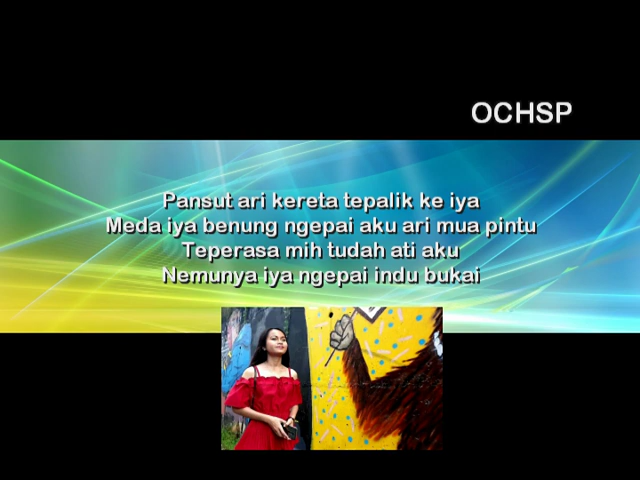 OCHSP
Pansut ari kereta tepalik ke iya
Meda iya benung ngepai aku ari mua pintu
Teperasa mih tudah ati aku
Nemunya iya ngepai indu bukai